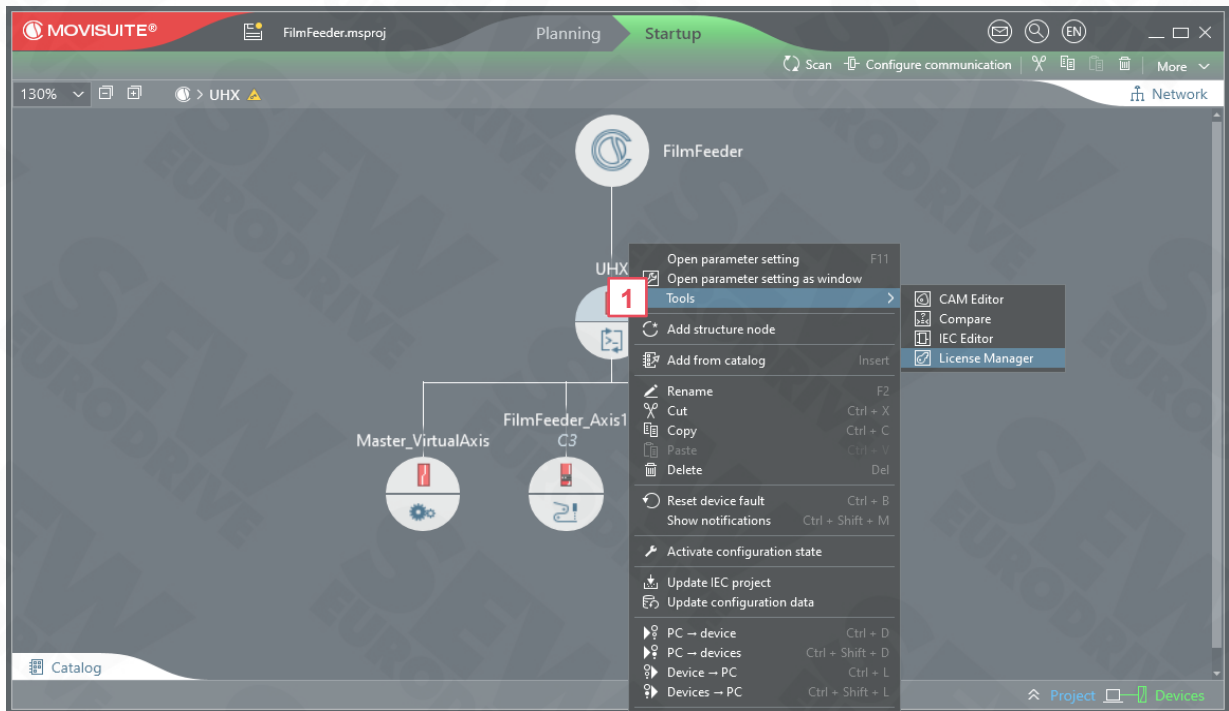 MOVISUITE®
FilmFeeder.msproj
Planning
Startup
EN
Scan
Configure communication
More
130%
> UHX
Network
FilmFeeder
UHX
1
Open parameter setting F11
Open parameter setting as window
Tools
CAM Editor
Compare
IEC Editor
License Manager
Add structure node
Add from catalog Insert
Rename F2
Cut Ctrl + X
Copy Ctrl + C
Paste Ctrl + V
Delete Del
Reset device fault Ctrl + B
Show notifications Ctrl + Shift + M
Activate configuration state
Update IEC project
Update configuration data
PC → device Ctrl + D
PC → devices Ctrl + Shift + D
Device → PC Ctrl + L
Devices → PC Ctrl + Shift + L
Master_VirtualAxis
FilmFeeder_Axis1
C3
Catalog
Project
Devices
SEW
EURODRIVE